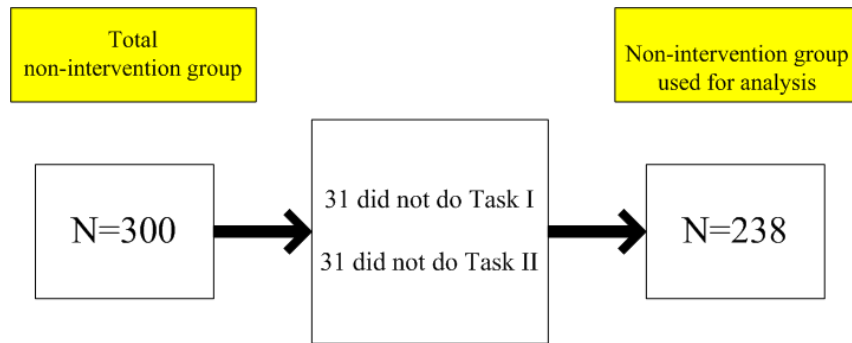 Total
non-intervention group
Non-intervention group
used for analysis
N=300
31 did not do Task I
31 did not do Task II
N=238